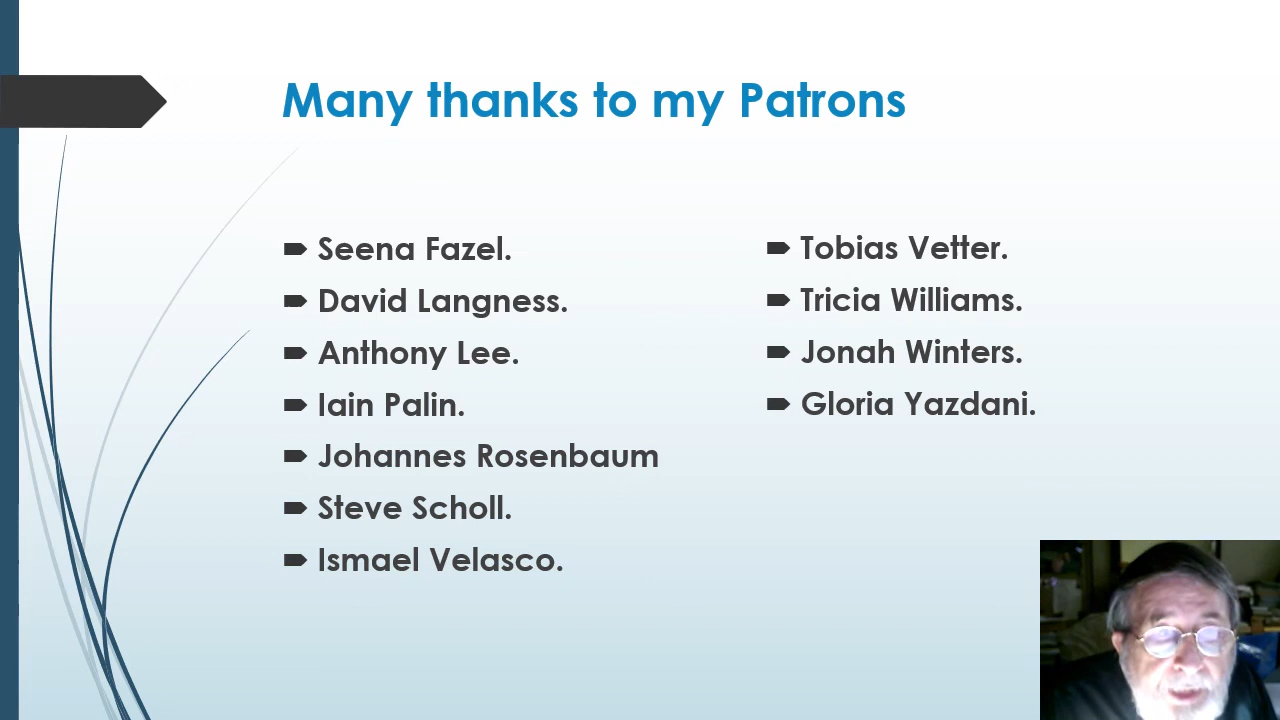 Many thanks to my Patrons
Seena Fazel.
David Langness.
Anthony Lee.
Iain Palin.
Johannes Rosenbaum
Steve Scholl.
Ismael Velasco.
Tobias Vetter.
Tricia Williams.
Jonah Winters.
Gloria Yazdani.